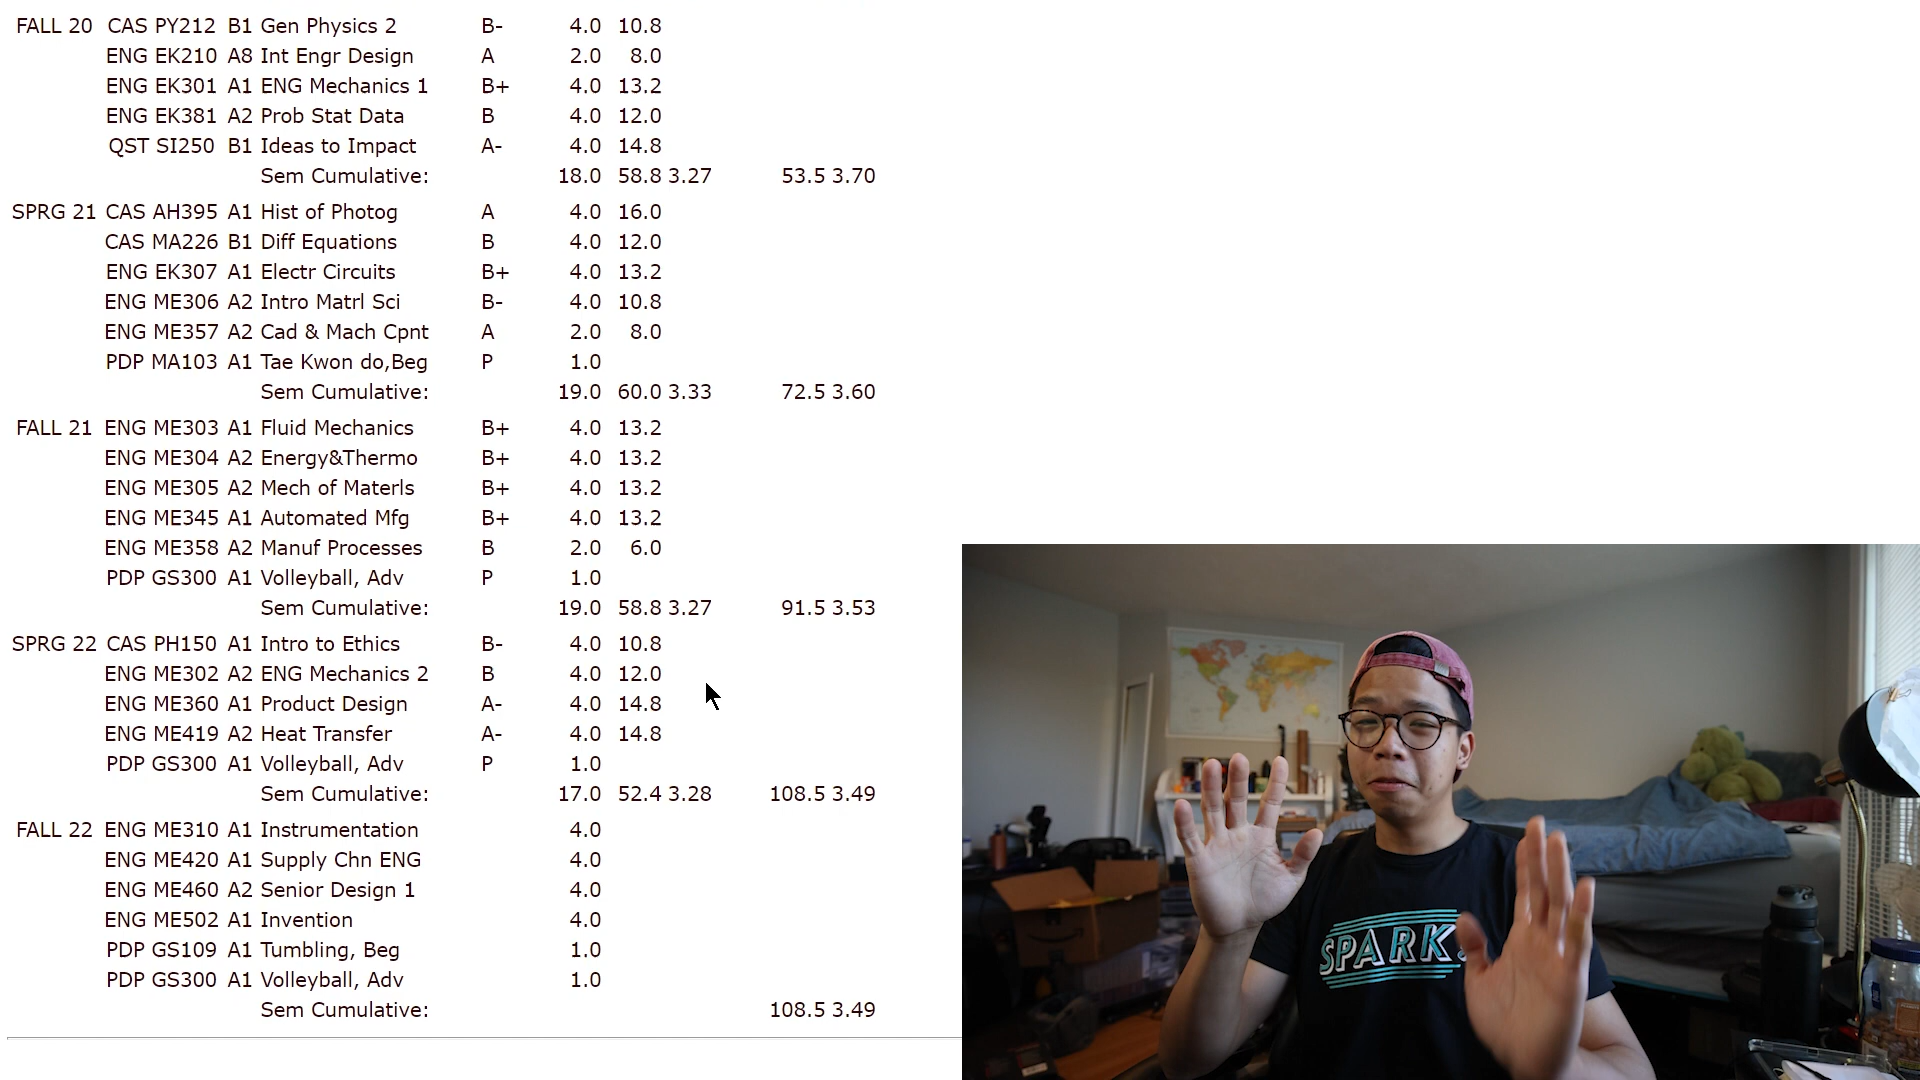 FALL 20 CAS PY212 B1 Gen Physics 2 B- 4.0 10.8
ENG EK210 A8 Int Engr Design A 2.0 8.0
ENG EK301 A1 ENG Mechanics 1 B+ 4.0 13.2
ENG EK381 A2 Prob Stat Data B 4.0 12.0
QST SI250 B1 Ideas to Impact A- 4.0 14.8
Sem Cumulative: 18.0 58.8 3.27 53.5 3.70
SPRG 21 CAS AH395 A1 Hist of Photog A 4.0 16.0
CAS MA226 B1 Diff Equations B 4.0 12.0
ENG EK307 A1 Electr Circuits B+ 4.0 13.2
ENG ME306 A2 Intro Matrl Sci B- 4.0 10.8
ENG ME357 A2 Cad & Mach Cpnt A 2.0 8.0
PDP MA103 A1 Tae Kwon do,Beg P 1.0
Sem Cumulative: 19.0 60.0 3.33 72.5 3.60
FALL 21 ENG ME303 A1 Fluid Mechanics B+ 4.0 13.2
ENG ME304 A2 Energy&Thermo B+ 4.0 13.2
ENG ME305 A2 Mech of Materls B+ 4.0 13.2
ENG ME345 A1 Automated Mfg B+ 4.0 13.2
ENG ME358 A2 Manuf Processes B 2.0 6.0
PDP GS300 A1 Volleyball, Adv P 1.0
Sem Cumulative: 19.0 58.8 3.27 91.5 3.53
SPRG 22 CAS PH150 A1 Intro to Ethics B- 4.0 10.8
ENG ME302 A2 ENG Mechanics 2 B 4.0 12.0
ENG ME360 A1 Product Design A- 4.0 14.8
ENG ME419 A2 Heat Transfer A- 4.0 14.8
PDP GS300 A1 Volleyball, Adv P 1.0
Sem Cumulative: 17.0 52.4 3.28 108.5 3.49
FALL 22 ENG ME310 A1 Instrumentation 4.0
ENG ME420 A1 Supply Chn ENG 4.0
ENG ME460 A2 Senior Design 1 4.0
ENG ME502 A1 Invention 4.0
PDP GS109 A1 Tumbling, Beg 1.0
PDP GS300 A1 Volleyball, Adv 1.0
Sem Cumulative: 108.5 3.49
SPARK!